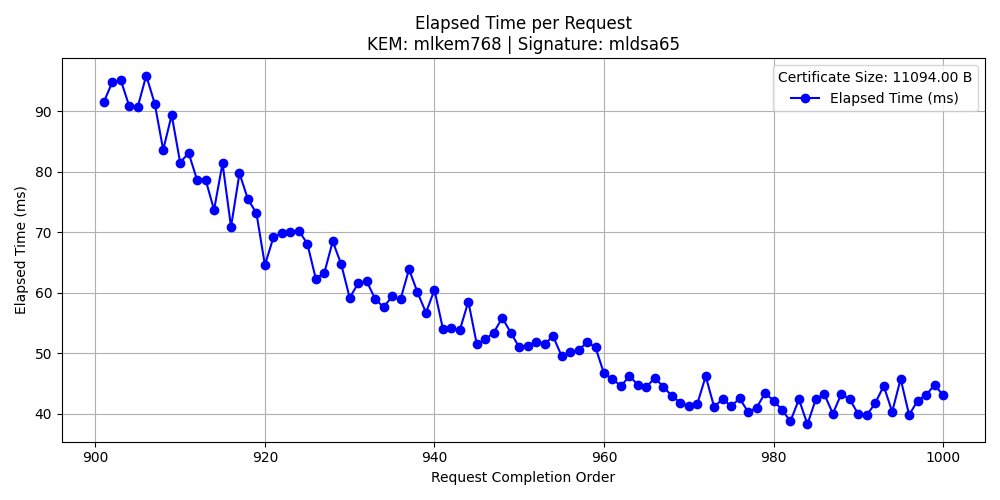 Elapsed Time per Request
KEM: mlkem768 | Signature: mldsa65
Certificate Size: 11094.00 B
Elapsed Time (ms)
Elapsed Time (ms)
90
80
70
60
50
40
900 920 940 960 980 1000
Request Completion Order